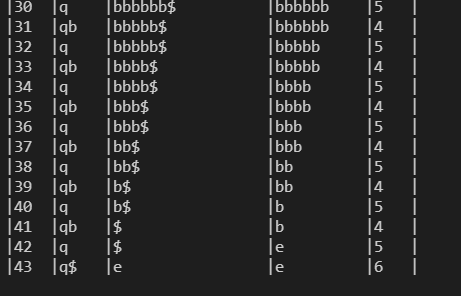 |30 |q |bbbbbb$ |bbbbbb |5 |
|31 |qb |bbbbb$ |bbbbbb |4 |
|32 |q |bbbbb$ |bbbbb |5 |
|33 |qb |bbbb$ |bbbbb |4 |
|34 |q |bbbb$ |bbbb |5 |
|35 |qb |bbb$ |bbbb |4 |
|36 |q |bbb$ |bbb |5 |
|37 |qb |bb$ |bbb |4 |
|38 |q |bb$ |bb |5 |
|39 |qb |b$ |bb |4 |
|40 |q |b$ |b |5 |
|41 |qb |$ |b |4 |
|42 |q |$ |e |5 |
|43 |q$ |e |e |6 |